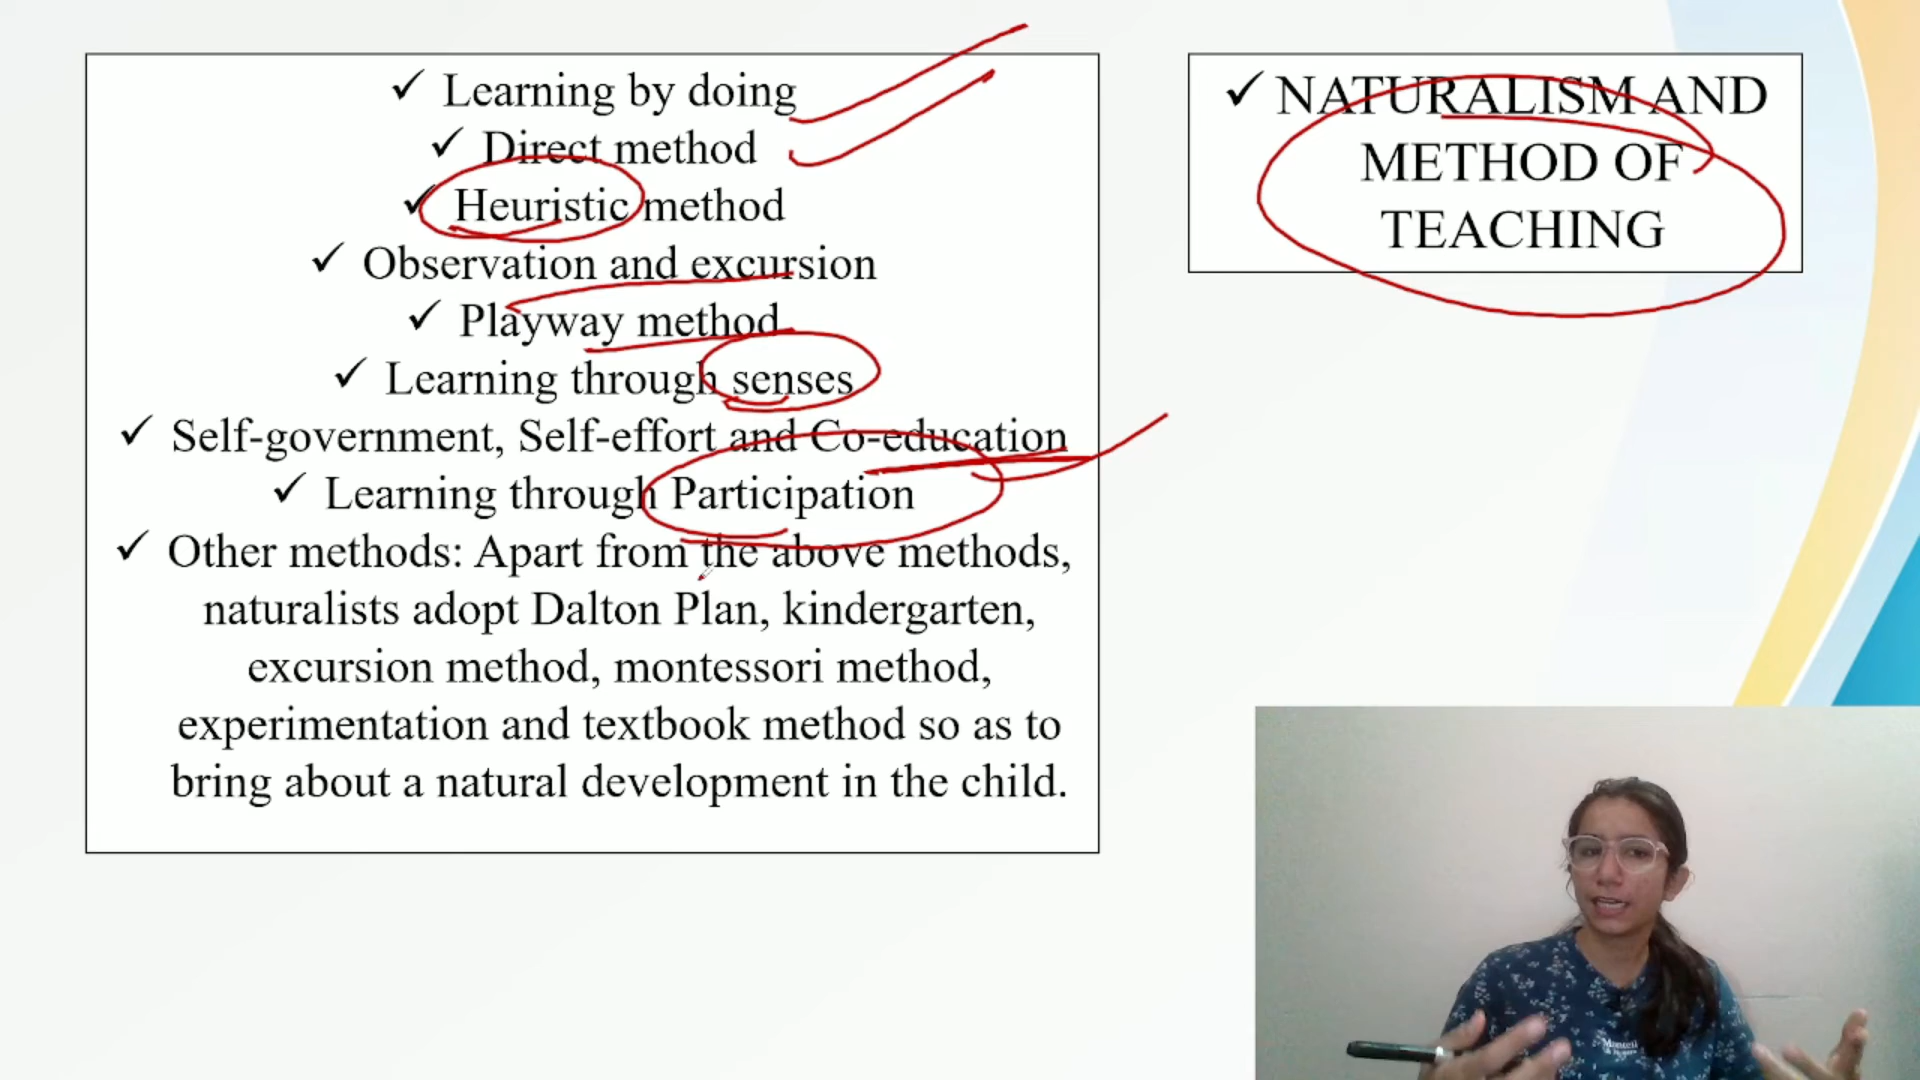 ✓ Learning by doing
✓ Direct method
✓ Heuristic method
✓ Observation and excursion
✓ Playway method
✓ Learning through senses
✓ Self-government, Self-effort and Co-education
✓ Learning through Participation
✓ Other methods: Apart from the above methods,
naturalists adopt Dalton Plan, kindergarten,
excursion method, montessori method,
experimentation and textbook method so as to
bring about a natural development in the child.
✓ NATURALISM AND
METHOD OF
TEACHING